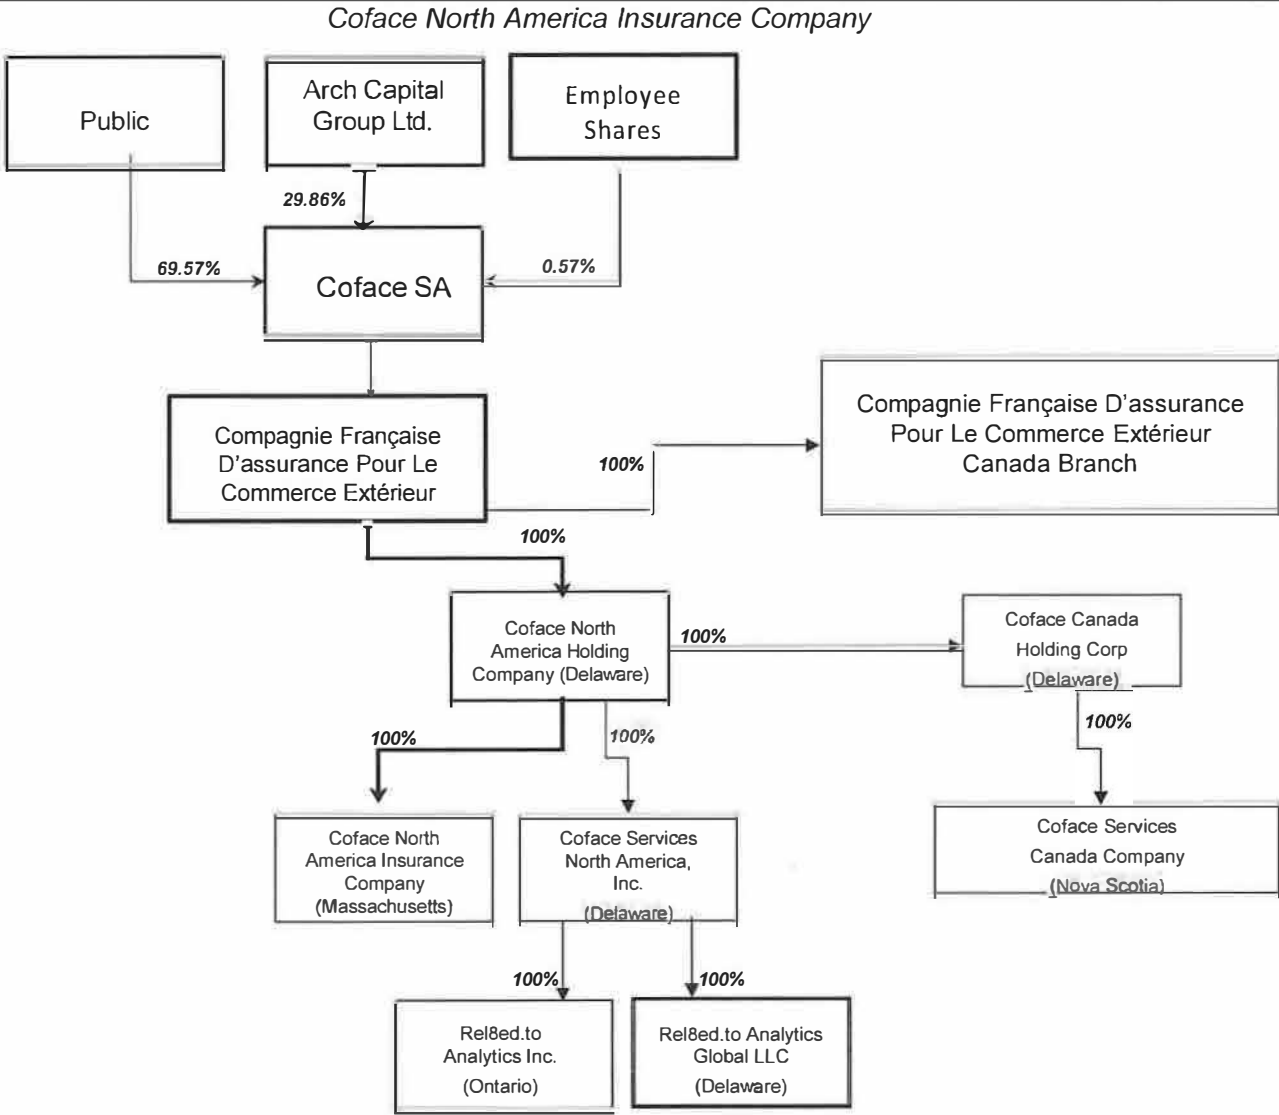 Coface North America Insurance Company
Public
Arch Capital
Group Ltd.
Employee
Shares
29.86%
69.57%
0.57%
Coface SA
Compagnie Française
D'assurance Pour Le
Commerce Extérieur
100%
Compagnie Française D'assurance
Pour Le Commerce Extérieur
Canada Branch
100%
Coface North
America Holding
Company (Delaware)
100%
Coface Canada
Holding Corp
(Delaware)
100%
100%
100%
Coface North
America Insurance
Company
(Massachusetts)
Coface Services
North America,
Inc.
(Delaware)
Coface Services
Canada Company
(Nova Scotia)
100%
100%
Rel8ed.to
Analytics Inc.
(Ontario)
Rel8ed.to Analytics
Global LLC
(Delaware)